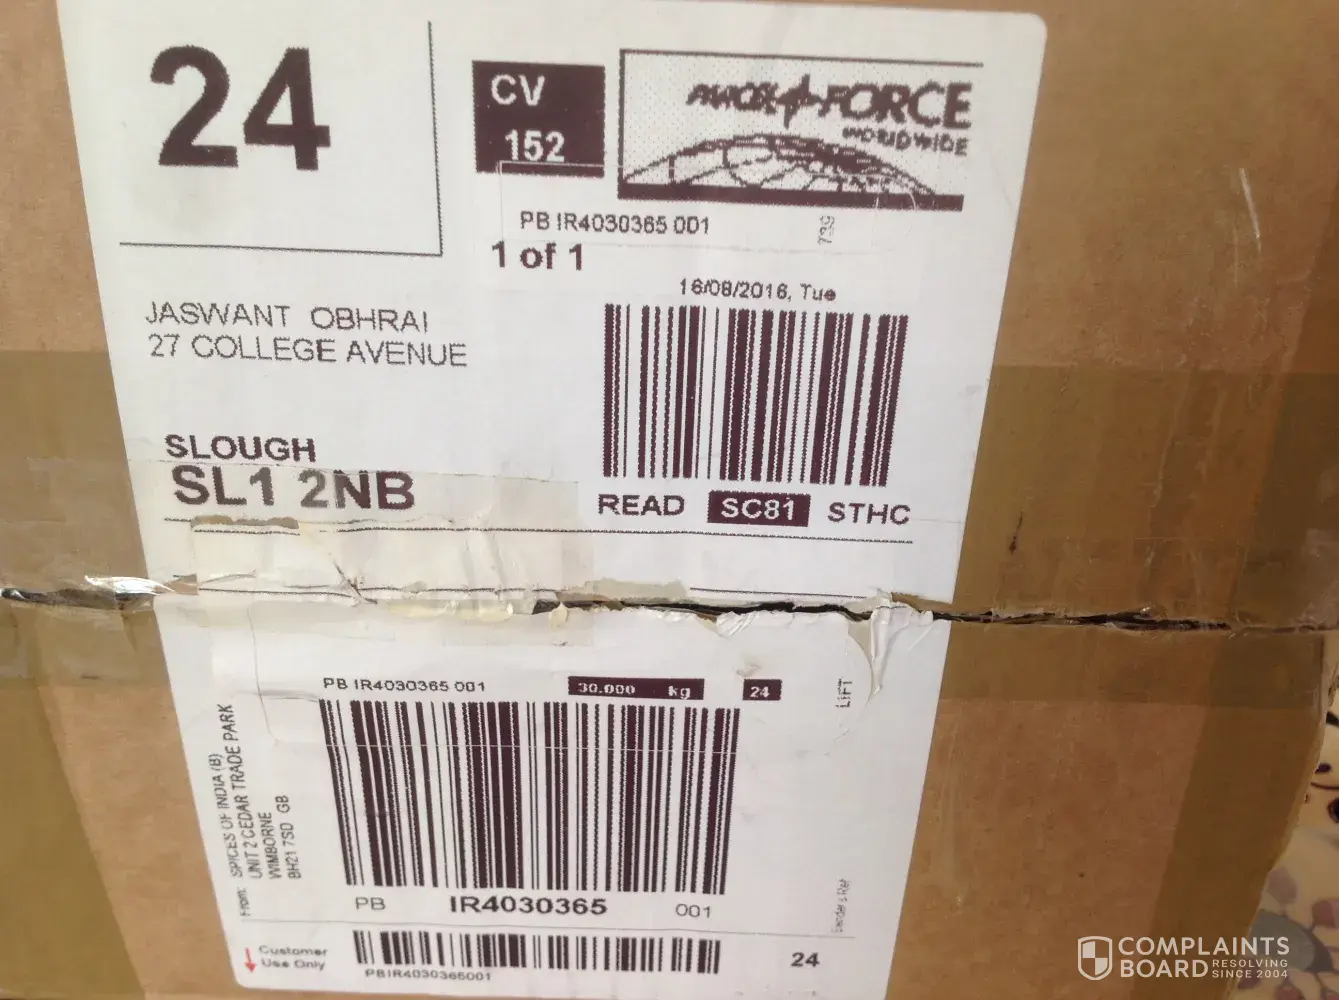 24
CV
152
PARCELFORCE
WORLDWIDE
PB IR4030365 001
739
1 of 1
16/08/2016, Tue
JASWANT OBHRAI
27 COLLEGE AVENUE
SLOUGH
SL1 2NB
READ SC81 STHC
PB IR4030365 001
30.000 kg
24
LIFT
From: SPICES OF INDIA (B)
UNIT 2 CEDAR TRADE PARK
WIMBORNE
BH21 7SD GB
PB IR4030365 001
Senders Ref
Customer
Use Only
PBIR4030365001
24
COMPLAINTS
BOARD RESOLVING
SINCE 2004